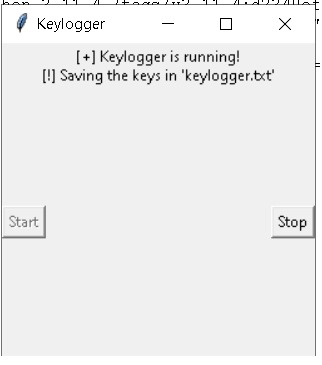 Keylogger
[+] Keylogger is running!
[!] Saving the keys in 'keylogger.txt'
Start
Stop